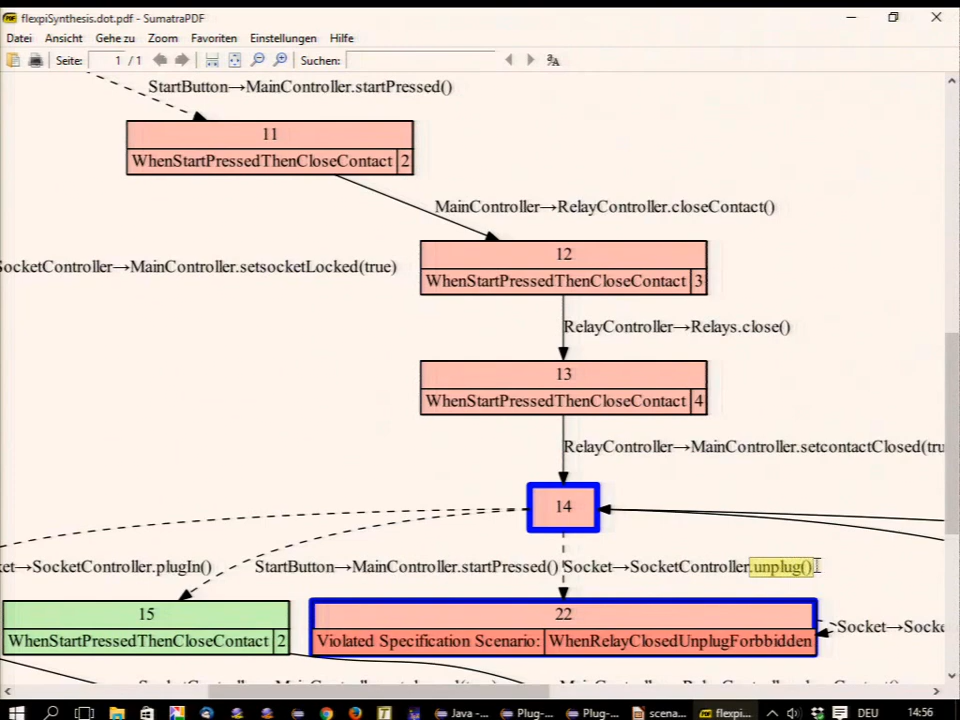 flexpiSynthesis.dot.pdf - SumatraPDF
Datei Ansicht Gehe zu Zoom Favoriten Einstellungen Hilfe
Seite: 1 / 1 Suchen:
StartButton→MainController.startPressed()
11
WhenStartPressedThenCloseContact 2
MainController→RelayController.closeContact()
12
SocketController→MainController.setsocketLocked(true)
WhenStartPressedThenCloseContact 3
RelayController→Relays.close()
13
WhenStartPressedThenCloseContact 4
RelayController→MainController.setcontactClosed(tru
14
et→SocketController.plugIn() StartButton→MainController.startPressed() Socket→SocketController.unplug()
15 22
WhenStartPressedThenCloseContact 2 Violated Specification Scenario: WhenRelayClosedUnplugForbbidden
Socket→Socke
Java -... Plug-... Plug-... scena... flexpi... DEU 14:56